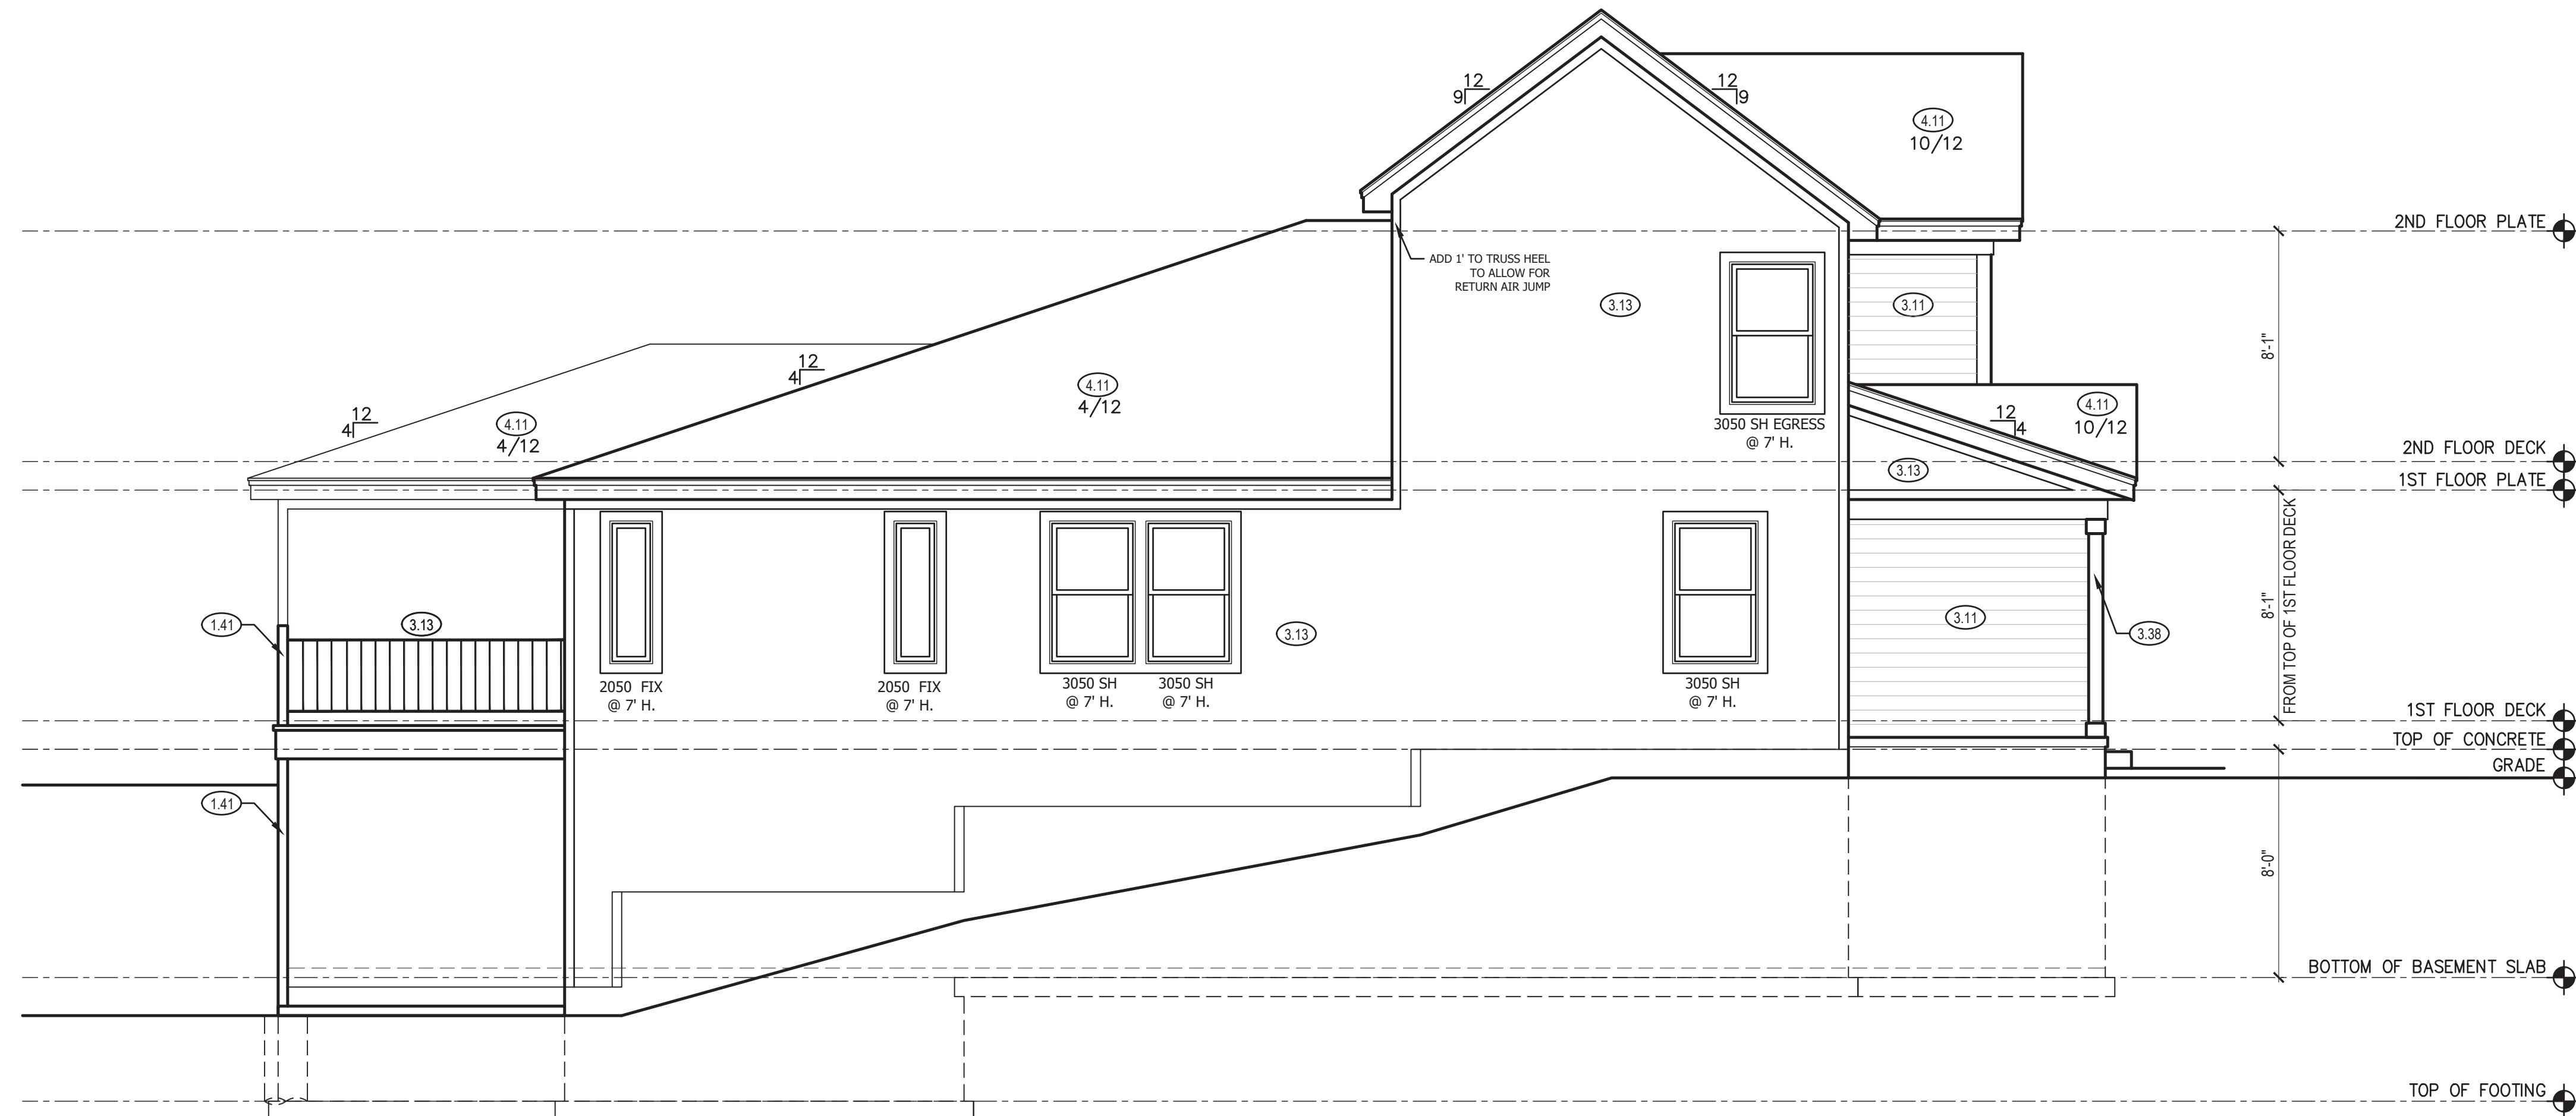 12
9
12
9
4.11
10/12
2ND FLOOR PLATE
ADD 1' TO TRUSS HEEL
TO ALLOW FOR
RETURN AIR JUMP
3.13
3.11
8'-1"
12
4
4.11
4/12
12
4
4.11
4/12
3050 SH EGRESS
@ 7' H.
12
4
4.11
10/12
2ND FLOOR DECK
3.13
1ST FLOOR PLATE
8'-1"
FROM TOP OF 1ST FLOOR DECK
1.41
3.13
3.13
3.11
3.38
2050 FIX
@ 7' H.
2050 FIX
@ 7' H.
3050 SH
@ 7' H.
3050 SH
@ 7' H.
3050 SH
@ 7' H.
1ST FLOOR DECK
TOP OF CONCRETE
GRADE
1.41
8'-0"
BOTTOM OF BASEMENT SLAB
TOP OF FOOTING